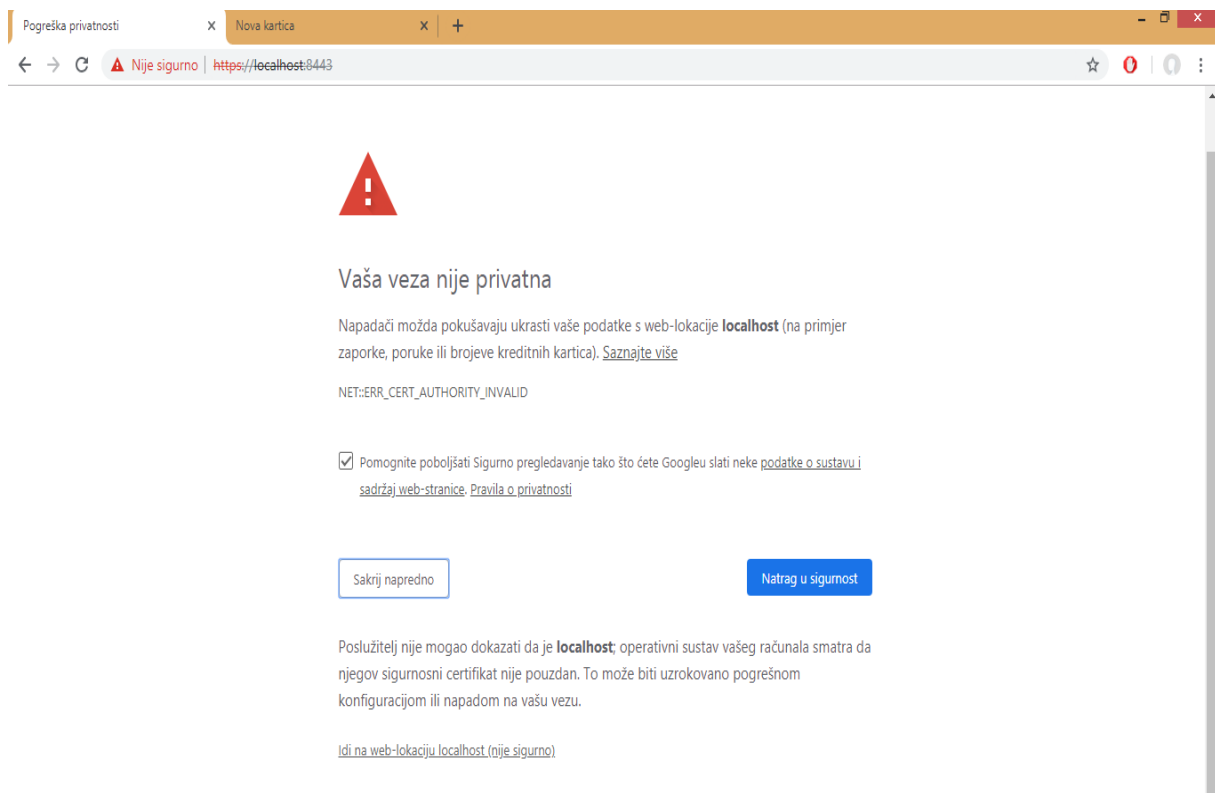 Pogreška privatnosti
Nova kartica
Nije sigurno
https://localhost:8443
Vaša veza nije privatna
Napadači možda pokušavaju ukrasti vaše podatke s web-lokacije localhost (na primjer
zaporke, poruke ili brojeve kreditnih kartica). Saznajte više
NET::ERR_CERT_AUTHORITY_INVALID
Pomognite poboljšati Sigurno pregledavanje tako što ćete Googleu slati neke podatke o sustavu i
sadržaj web-stranice. Pravila o privatnosti
Sakrij napredno
Natrag u sigurnost
Poslužitelj nije mogao dokazati da je localhost; operativni sustav vašeg računala smatra da
njegov sigurnosni certifikat nije pouzdan. To može biti uzrokovano pogrešnom
konfiguracijom ili napadom na vašu vezu.
Idi na web-lokaciju localhost (nije sigurno)